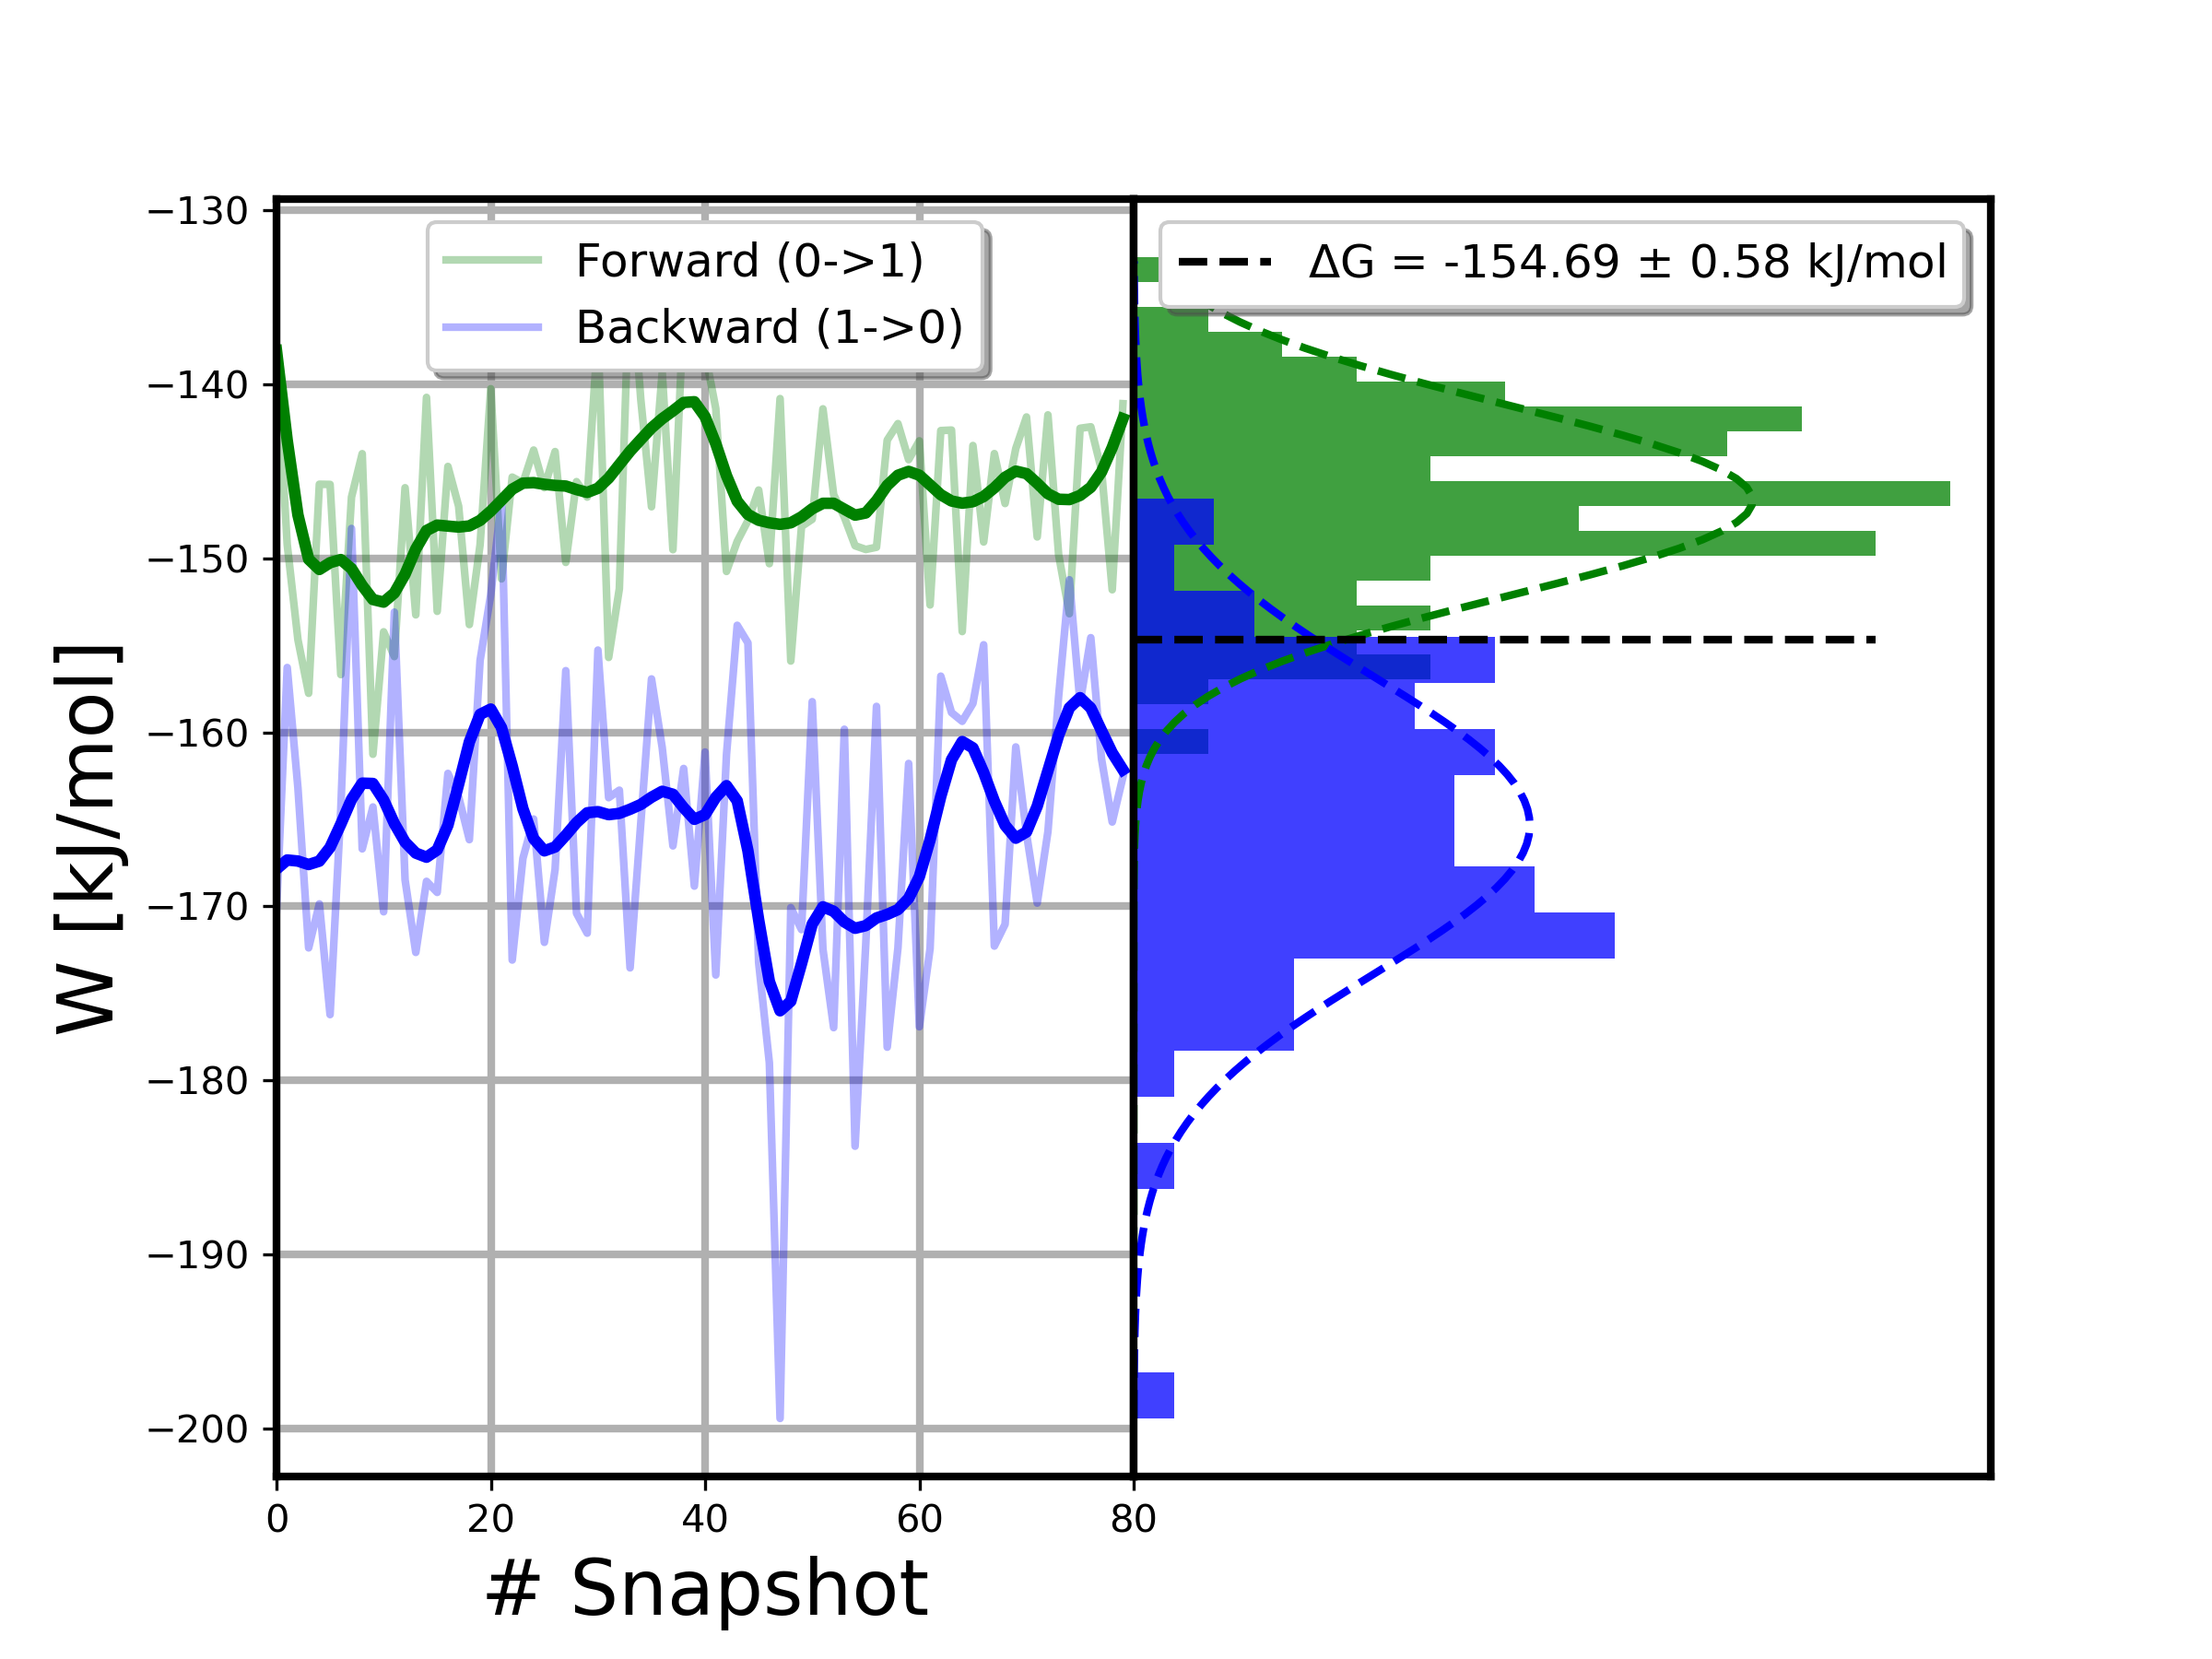 Forward (0->1)
Backward (1->0)
ΔG = -154.69 ± 0.58 kJ/mol
W [kJ/mol]
−130
−140
−150
−160
−170
−180
−190
−200
0 20 40 60 80
# Snapshot